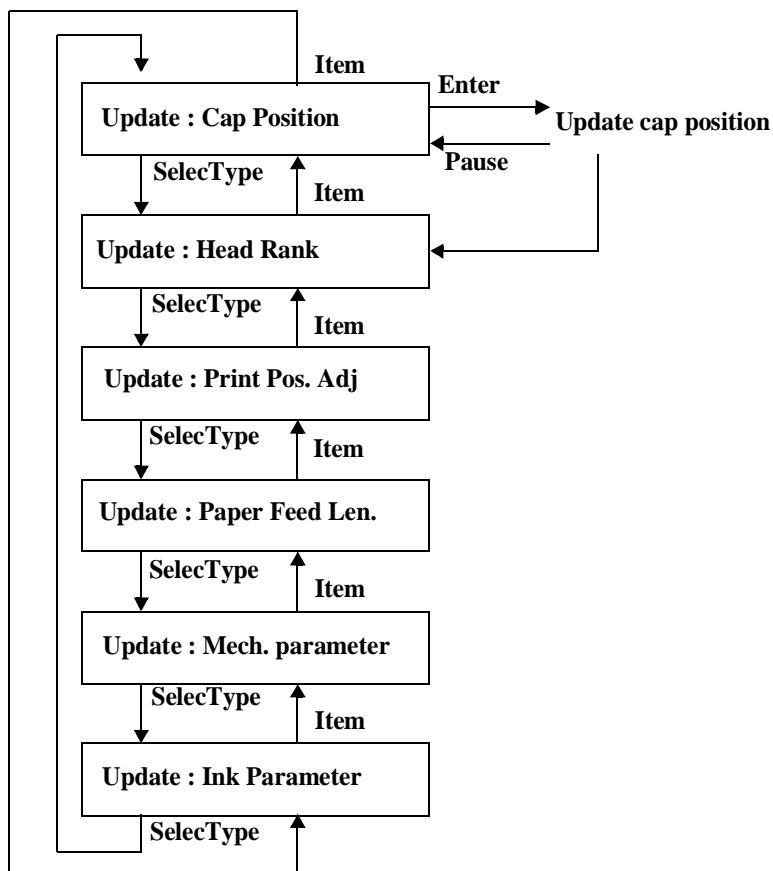 Item
Enter
Update : Cap Position
Update cap position
Pause
SelecType
Item
Update : Head Rank
SelecType
Item
Update : Print Pos. Adj
SelecType
Item
Update : Paper Feed Len.
SelecType
Item
Update : Mech. parameter
SelecType
Item
Update : Ink Parameter
SelecType